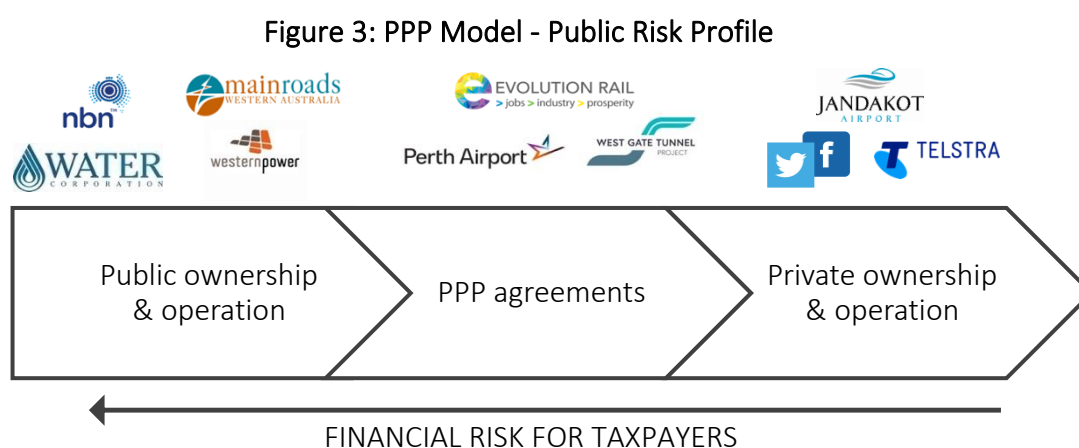 Figure 3: PPP Model - Public Risk Profile
nbn™
mainroads
WESTERN AUSTRALIA
WATER
CORPORATION
westernpower
EVOLUTION RAIL
> jobs > industry > prosperity
Perth Airport
WEST GATE TUNNEL
PROJECT
JANDAKOT
AIRPORT
f
TELSTRA
Public ownership
& operation
PPP agreements
Private ownership
& operation
FINANCIAL RISK FOR TAXPAYERS